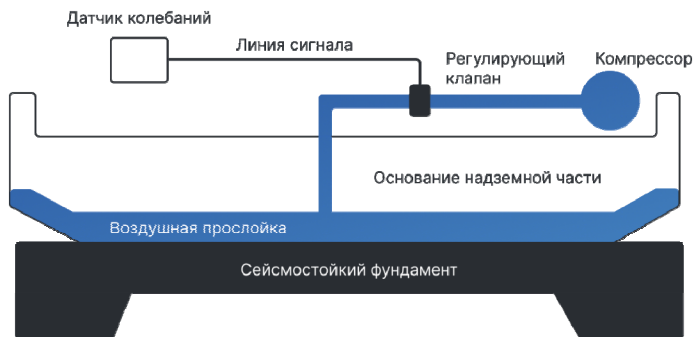 Датчик колебаний
Линия сигнала
Регулирующий
клапан
Компрессор
Основание надземной части
Воздушная прослойка
Сейсмостойкий фундамент